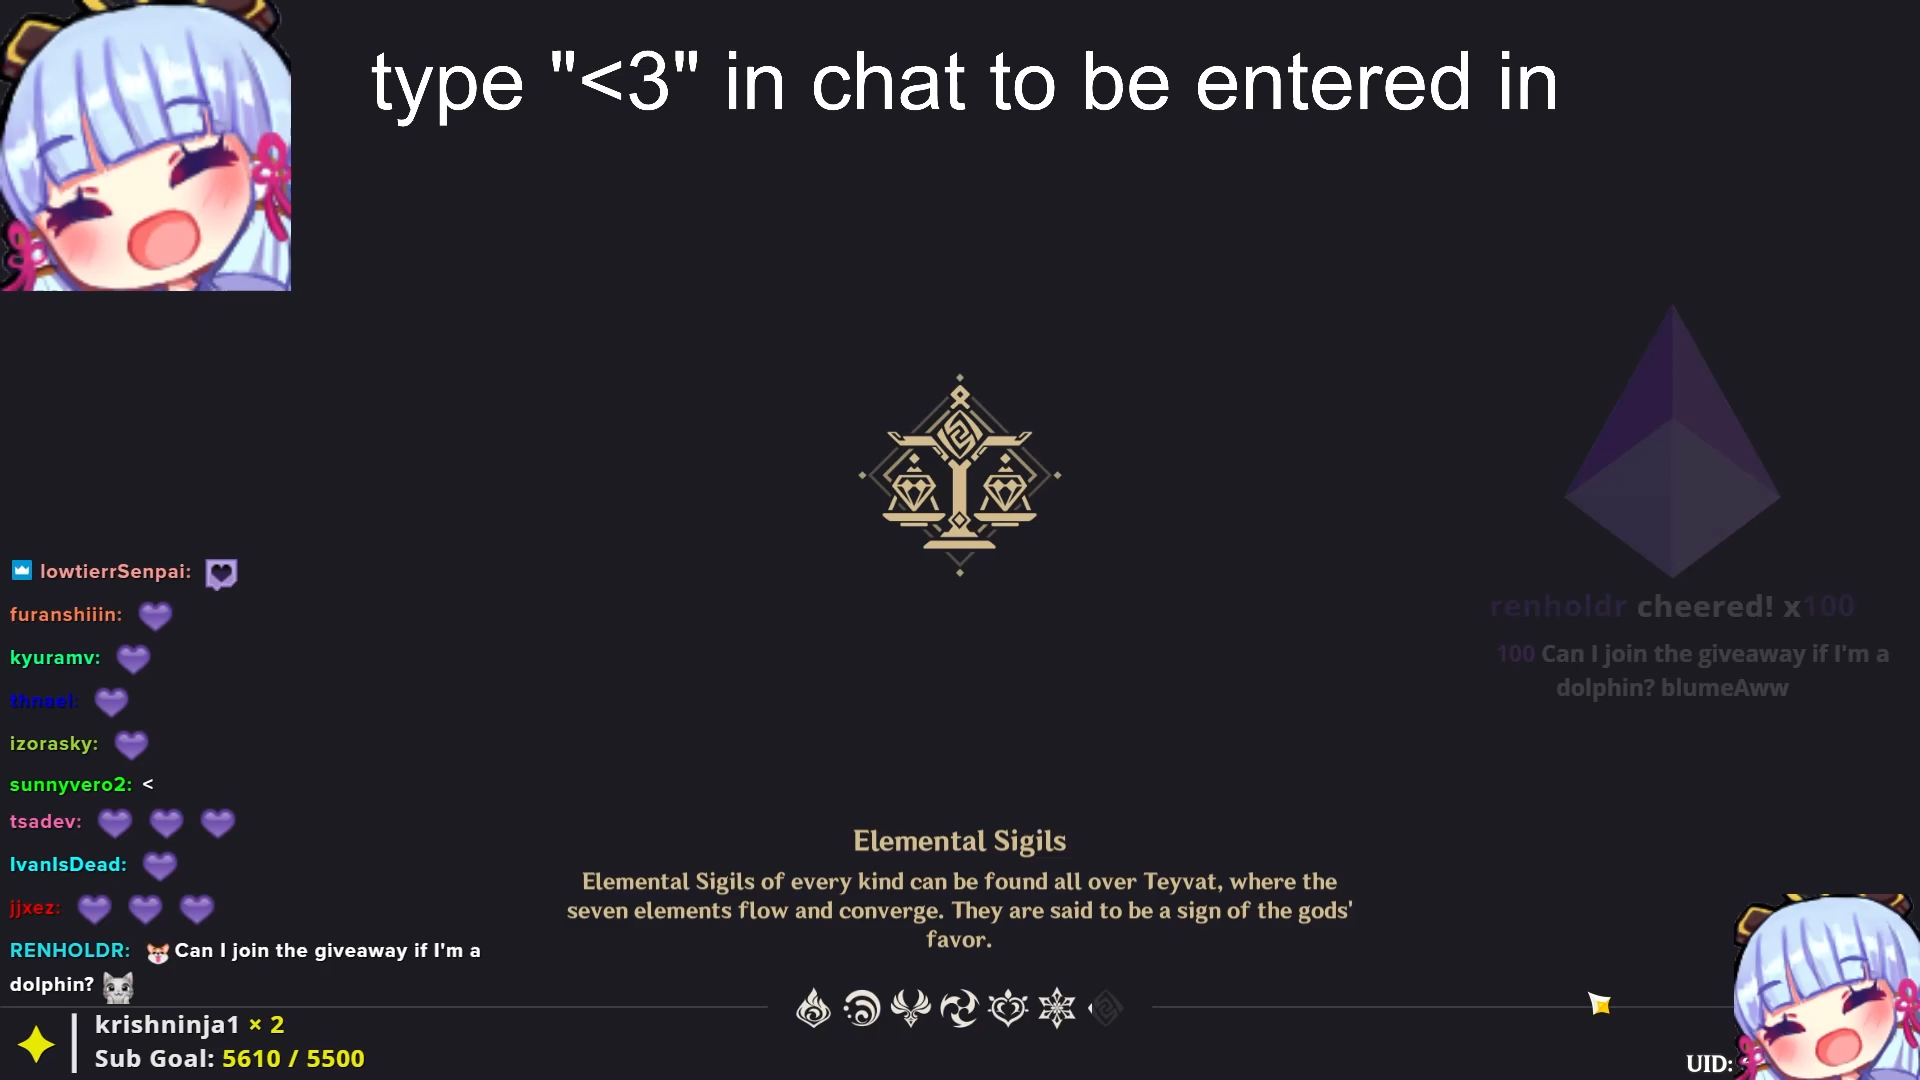 type "<3" in chat to be entered in
lowtierrSenpai:
furanshiiin:
kyuramv:
thnael:
izorasky:
sunnyvero2: <
tsadev:
IvanIsDead:
jjxez:
RENHOLDR: Can I join the giveaway if I'm a
dolphin?
krishninja1 × 2
Sub Goal: 5610 / 5500
renholdr cheered! x100
100 Can I join the giveaway if I'm a
dolphin? blumeAww
Elemental Sigils
Elemental Sigils of every kind can be found all over Teyvat, where the
seven elements flow and converge. They are said to be a sign of the gods'
favor.
UID: